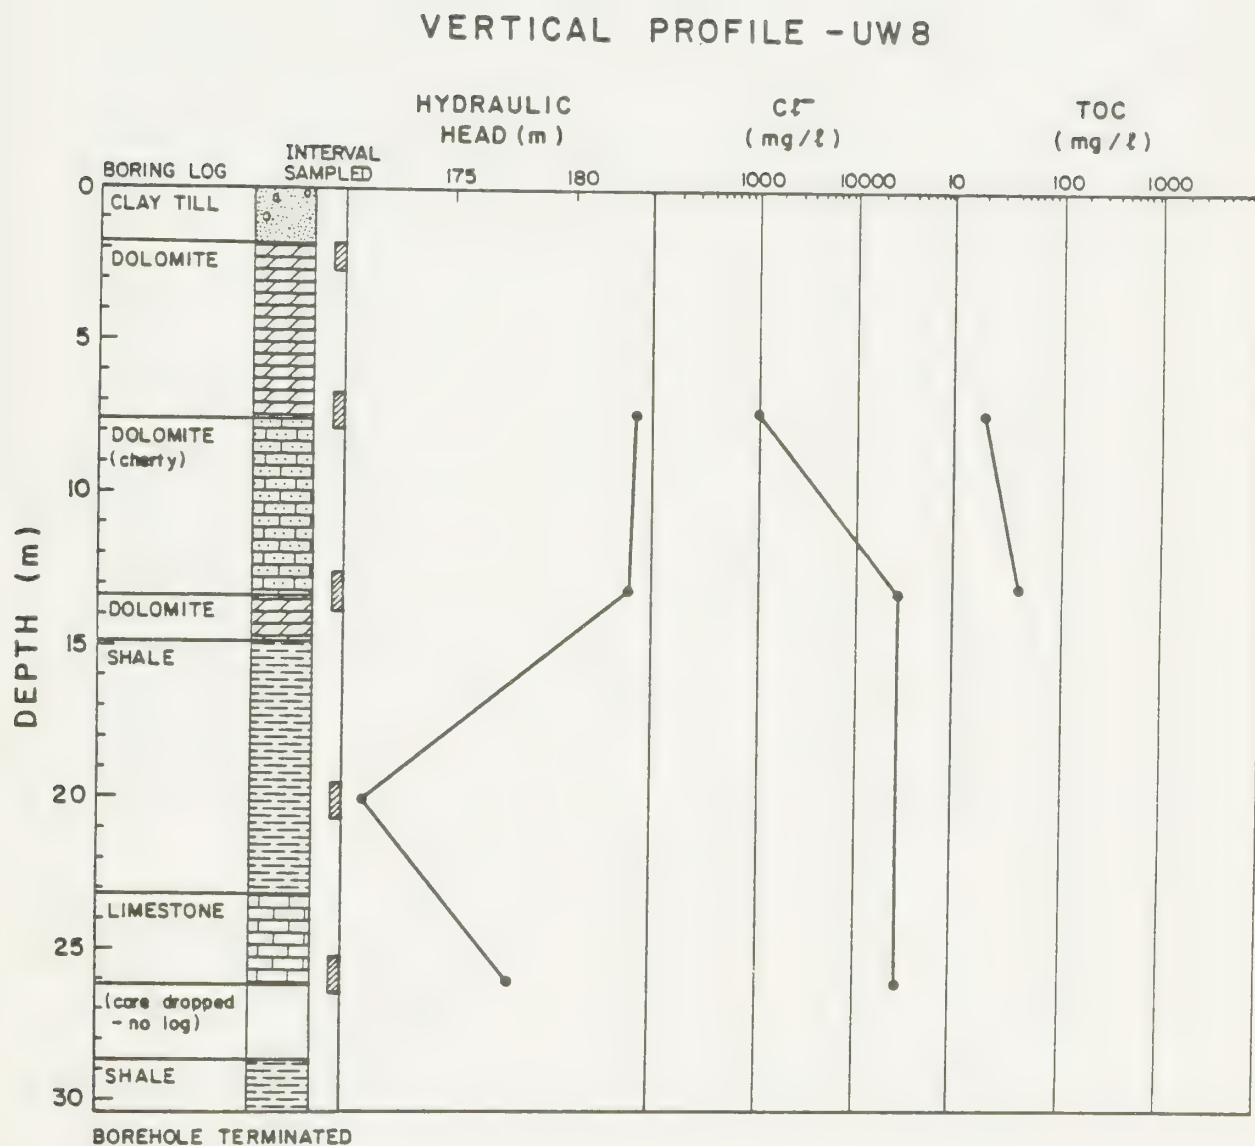 VERTICAL PROFILE - UW8
HYDRAULIC
HEAD (m)
Cℓ⁻
(mg/ℓ)
TOC
(mg/ℓ)
BORING LOG
INTERVAL
SAMPLED
175
180
1000
10000
10
100
1000
DEPTH (m)
0
CLAY TILL
DOLOMITE
5
DOLOMITE
(cherty)
10
DOLOMITE
15
SHALE
20
LIMESTONE
25
(core dropped
- no log)
SHALE
30
BOREHOLE TERMINATED